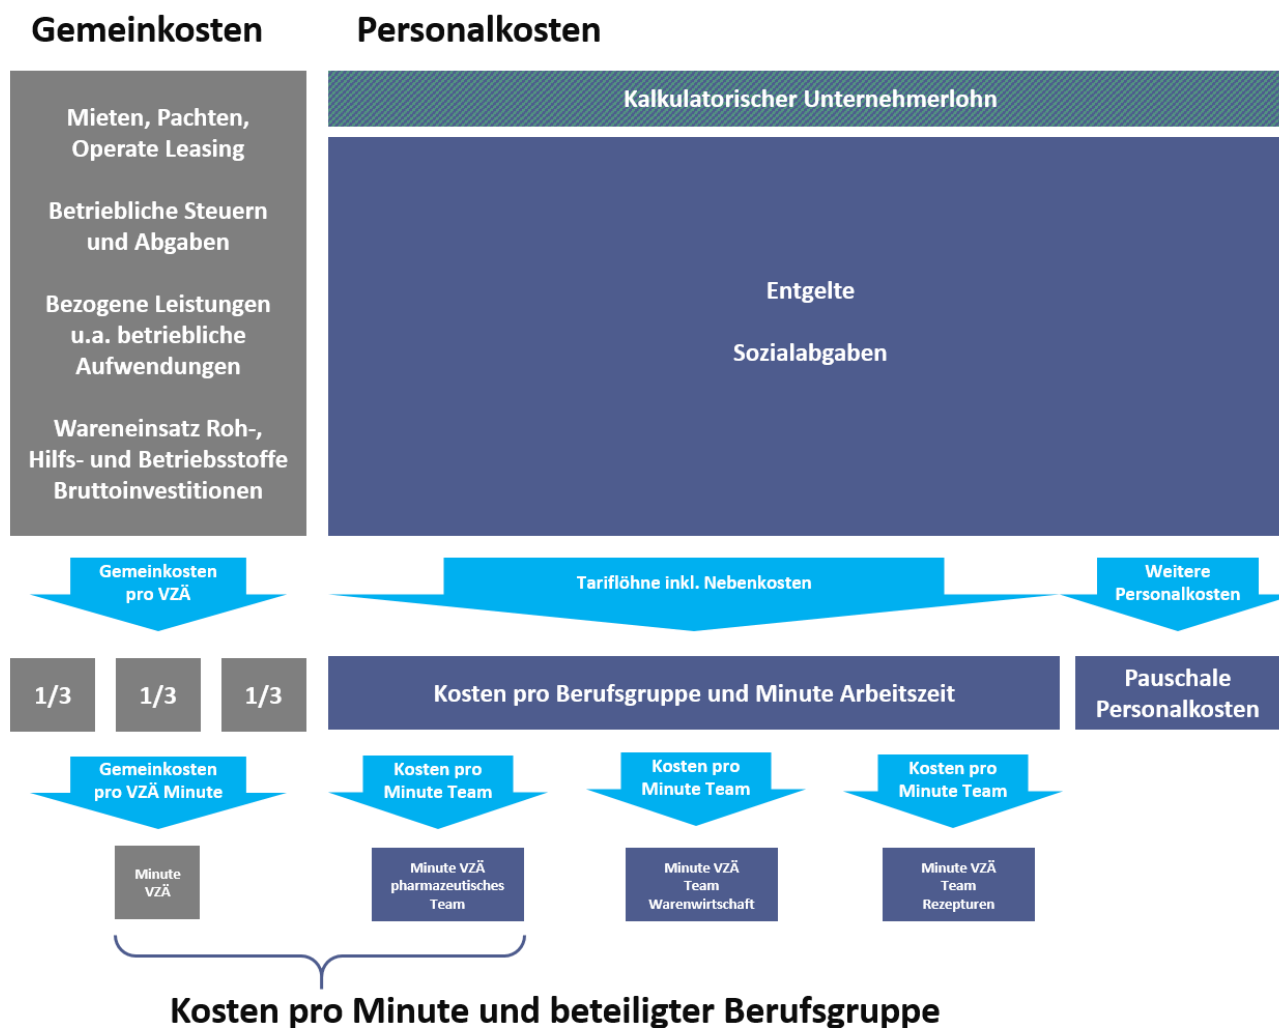 Gemeinkosten
Personalkosten
Mieten, Pachten,
Operate Leasing
Betriebliche Steuern
und Abgaben
Bezogene Leistungen
u.a. betriebliche
Aufwendungen
Wareneinsatz Roh-,
Hilfs- und Betriebsstoffe
Bruttoinvestitionen
Kalkulatorischer Unternehmerlohn
Entgelte
Sozialabgaben
Gemeinkosten
pro VZÄ
Tariflöhne inkl. Nebenkosten
Weitere
Personalkosten
1/3
1/3
1/3
Kosten pro Berufsgruppe und Minute Arbeitszeit
Pauschale
Personalkosten
Gemeinkosten
pro VZÄ Minute
Kosten pro
Minute Team
Kosten pro
Minute Team
Kosten pro
Minute Team
Minute
VZÄ
Minute VZÄ
pharmazeutisches
Team
Minute VZÄ
Team
Warenwirtschaft
Minute VZÄ
Team
Rezepturen
Kosten pro Minute und beteiligter Berufsgruppe